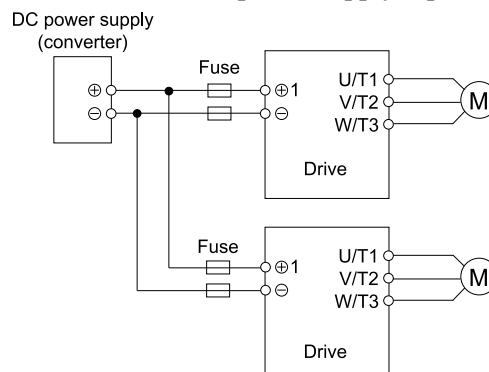 DC power supply
(converter)
⊕
⊖
Fuse
⊕1
⊖
U/T1
V/T2
W/T3
M
Drive
Fuse
⊕1
⊖
U/T1
V/T2
W/T3
M
Drive